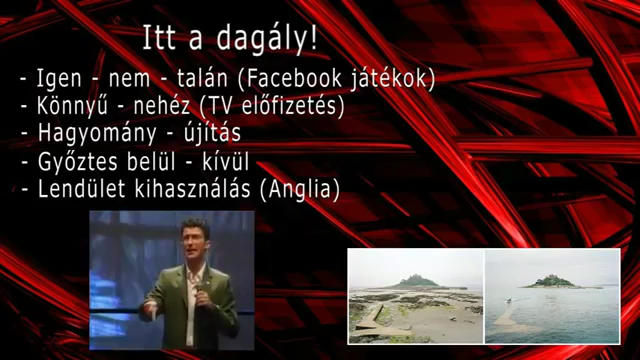 Itt a dagály!
- Igen - nem - talán (Facebook játékok)
- Könnyű - nehéz (TV előfizetés)
- Hagyomány - újítás
- Győztes belül - kívül
- Lendület kihasználás (Anglia)